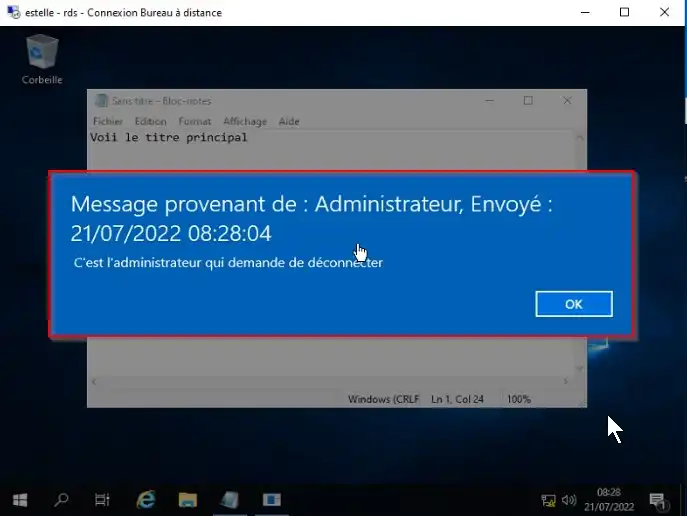 estelle - rds - Connexion Bureau à distance
Corbeille
Sans titre - Bloc-notes
Fichier Edition Format Affichage Aide
Voii le titre principal
Message provenant de : Administrateur, Envoyé :
21/07/2022 08:28:04
C'est l'administrateur qui demande de déconnecter
OK
Windows (CRLF Ln 1, Col 24 100%
08:28
21/07/2022
1